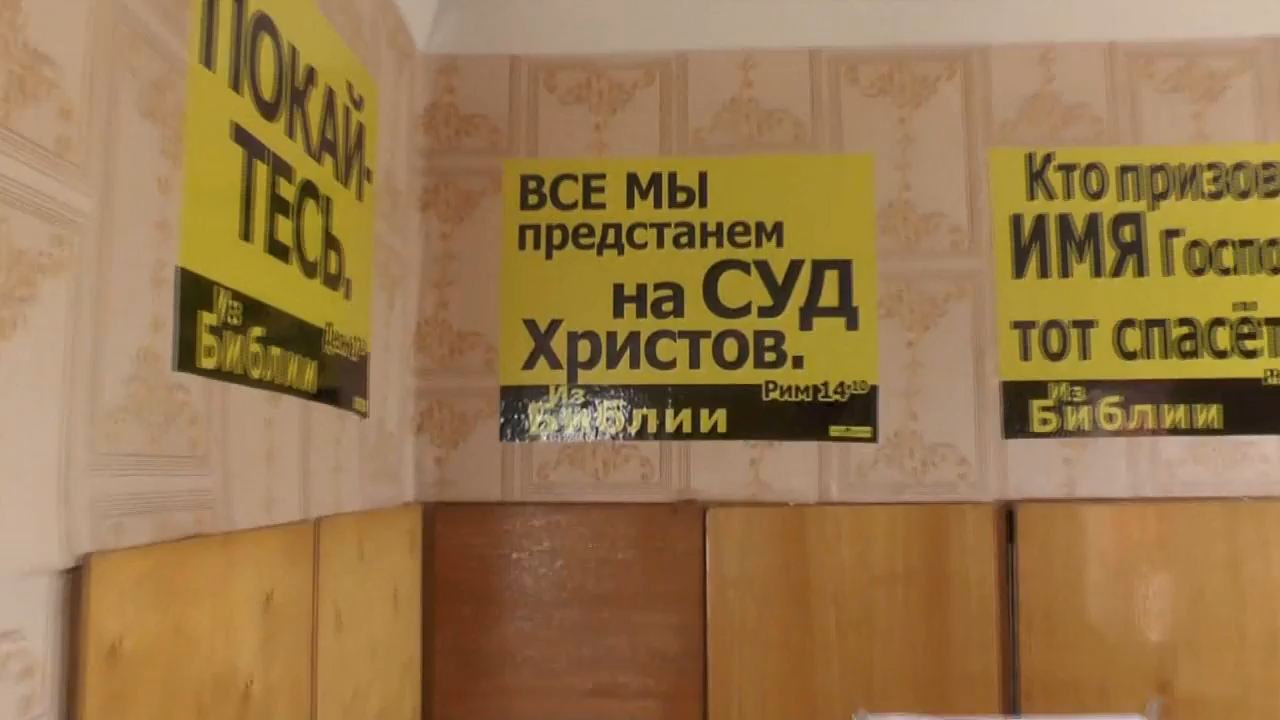 ПОКАЙ-
ТЕСЬ.
Из
Библии
ВСЕ МЫ
предстанем
на СУД
Христов.
Рим 14:10
Из
Библии
Кто призов
ИМЯ Госпо
тот спасёт
Из
Библии